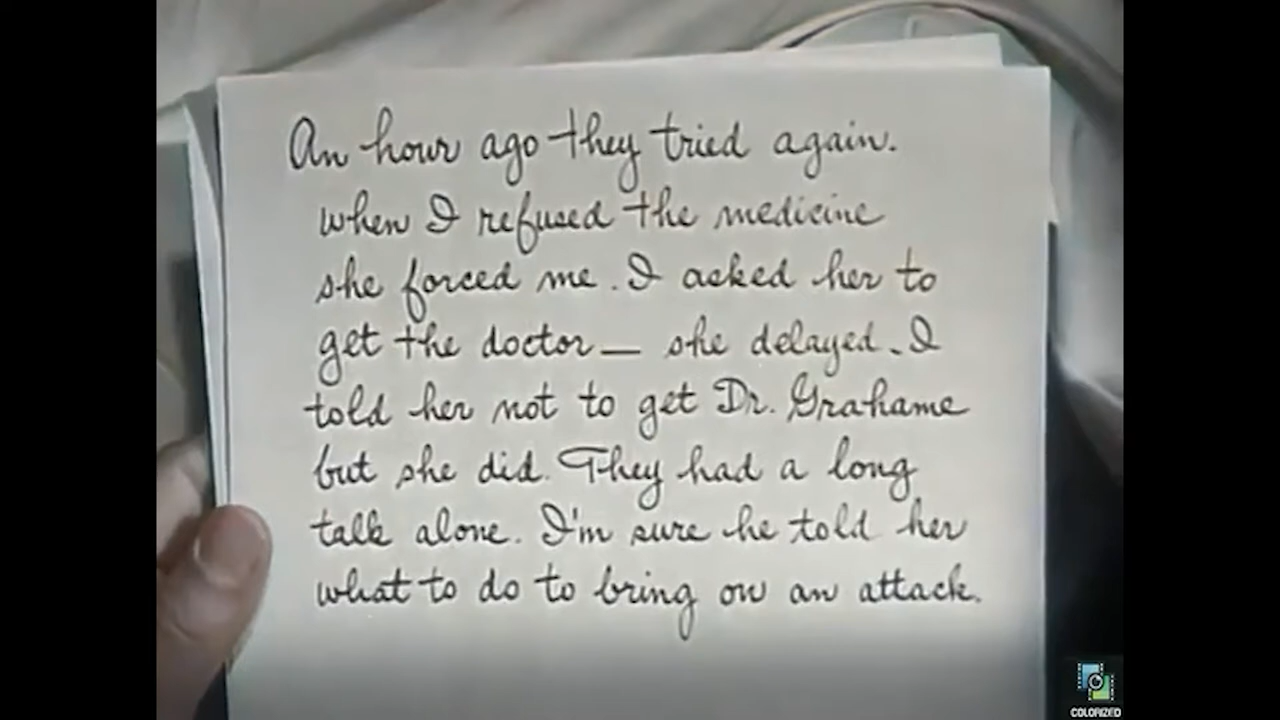 An hour ago they tried again.
when I refused the medicine
she forced me. I asked her to
get the doctor— she delayed. I
told her not to get Dr. Grahame
but she did. They had a long
talk alone. I'm sure he told her
what to do to bring on an attack.
COLORIZED